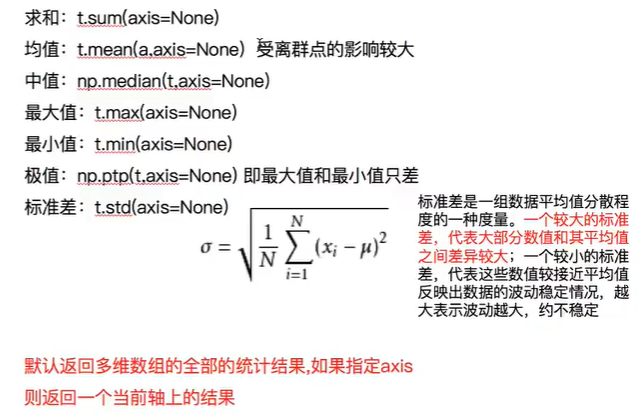 求和：t.sum(axis=None)
均值：t.mean(a,axis=None) 受离群点的影响较大
中值：np.median(t,axis=None)
最大值：t.max(axis=None)
最小值：t.min(axis=None)
极值：np.ptp(t,axis=None) 即最大值和最小值只差
标准差：t.std(axis=None)
σ = √(1/N ∑_{i=1}^{N} (x_i − μ)^2)
标准差是一组数据平均值分散程
度的一种度量。一个较大的标准
差，代表大部分数值和其平均值
之间差异较大；一个较小的标准
差，代表这些数值较接近平均值
反映出数据的波动稳定情况，越
大表示波动越大，约不稳定
默认返回多维数组的全部的统计结果,如果指定axis
则返回一个当前轴上的结果